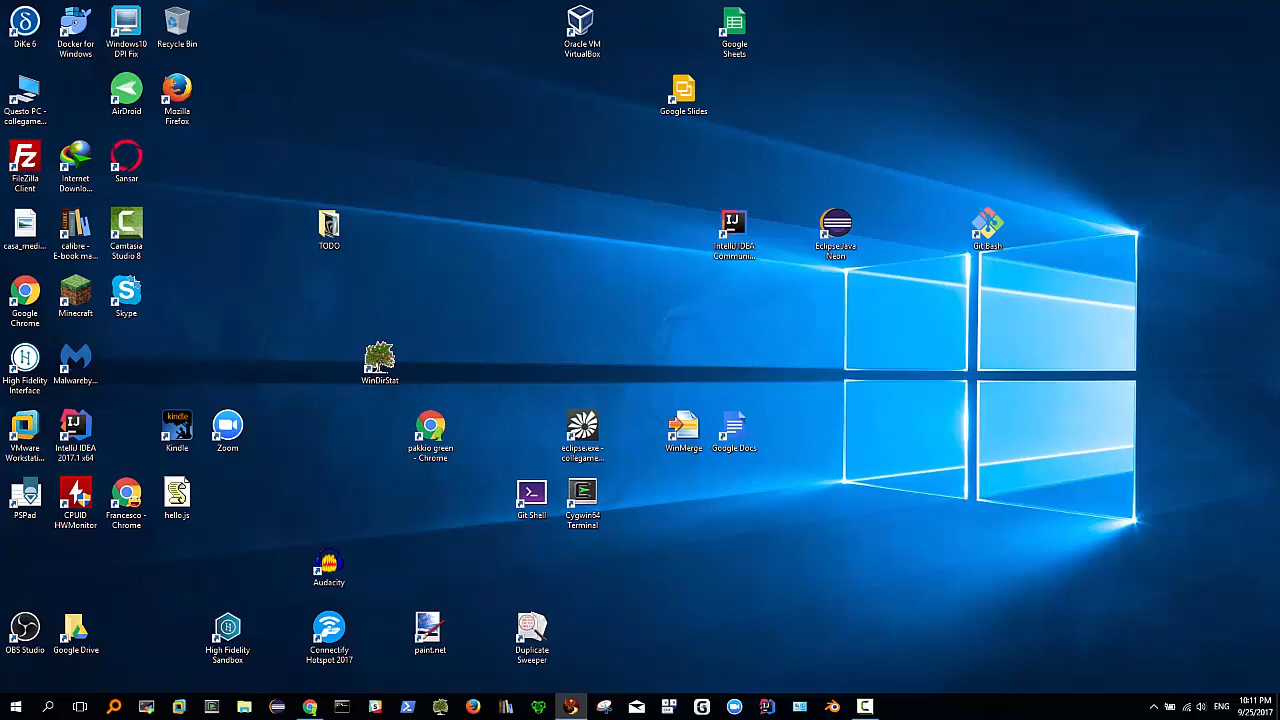 DiKe 6
Docker for
Windows
Windows10
DPI Fix
Recycle Bin
Oracle VM
VirtualBox
Google
Sheets
Questo PC -
collegame...
AirDroid
Mozilla
Firefox
Google Slides
FileZilla
Client
Internet
Downlo...
Sansar
casa_medi...
calibre -
E-book ma...
Camtasia
Studio 8
TODO
IntelliJ IDEA
Communi...
Eclipse Java
Neon
Git Bash
Google
Chrome
Minecraft
Skype
High Fidelity
Interface
Malwareby...
WinDirStat
VMware
Workstati...
IntelliJ IDEA
2017.1 x64
kindle
Kindle
Zoom
pakkio green
- Chrome
eclipse.exe -
collegame...
WinMerge
Google Docs
PSPad
CPUID
HWMonitor
Francesco -
Chrome
hello.js
Git Shell
Cygwin64
Terminal
Audacity
OBS Studio
Google Drive
High Fidelity
Sandbox
Connectify
Hotspot 2017
paint.net
Duplicate
Sweeper
ENG
10:11 PM
9/25/2017